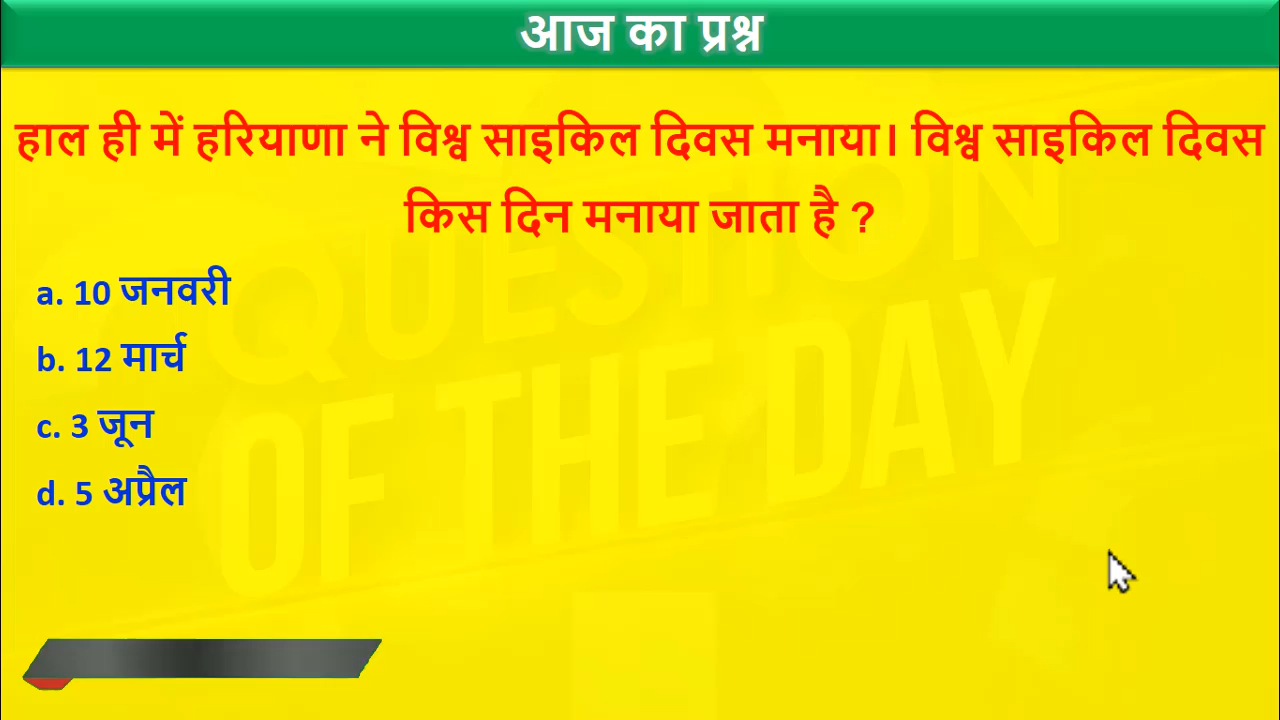 आज का प्रश्न
हाल ही में हरियाणा ने विश्व साइकिल दिवस मनाया। विश्व साइकिल दिवस
किस दिन मनाया जाता है ?
a. 10 जनवरी
b. 12 मार्च
c. 3 जून
d. 5 अप्रैल
QUESTION
OF THE DAY